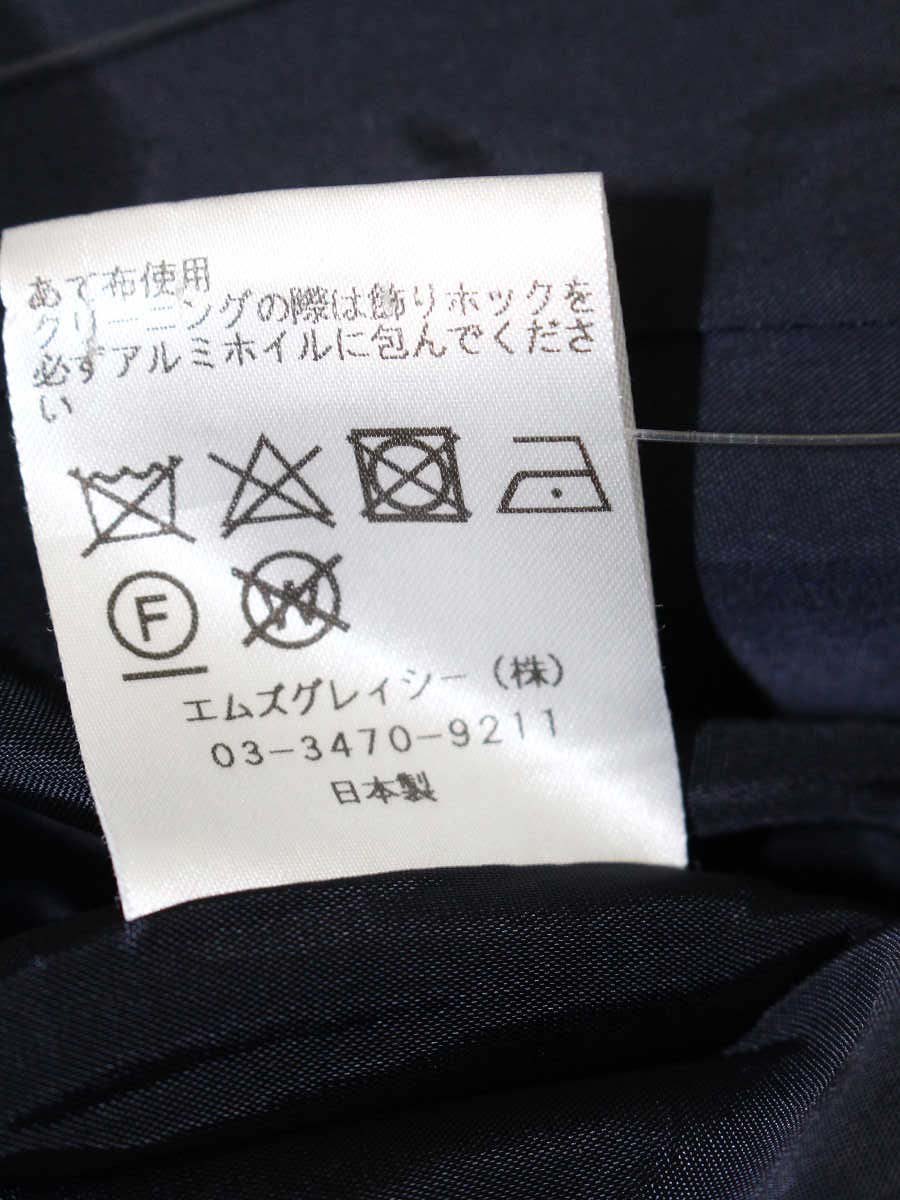 あて布使用
クリーニングの際は飾りホックを
必ずアルミホイルに包んでくださ
い
F
W
エムズグレイシー(株)
03-3470-9211
日本製